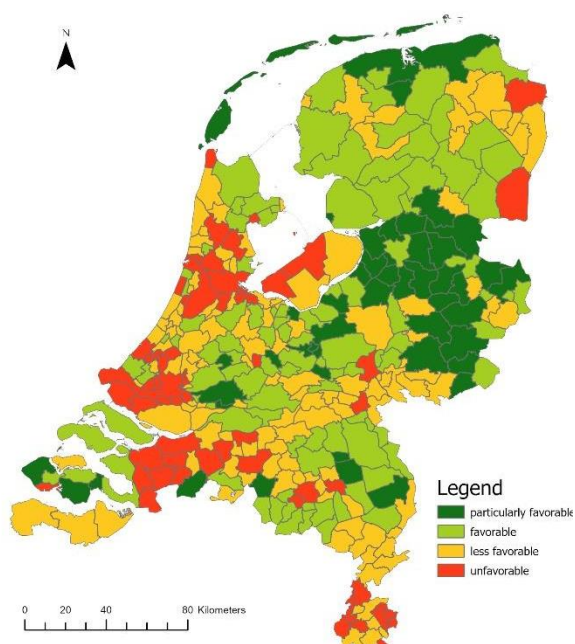 N
Legend
particularly favorable
favorable
less favorable
unfavorable
0 20 40 80 Kilometers